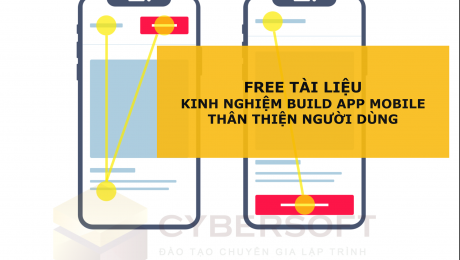 FREE TÀI LIỆU
KINH NGHIỆM BUILD APP MOBILE
THÂN THIỆN NGƯỜI DÙNG
CYBERSOFT
ĐÀO TẠO CHUYÊN GIA LẬP TRÌNH